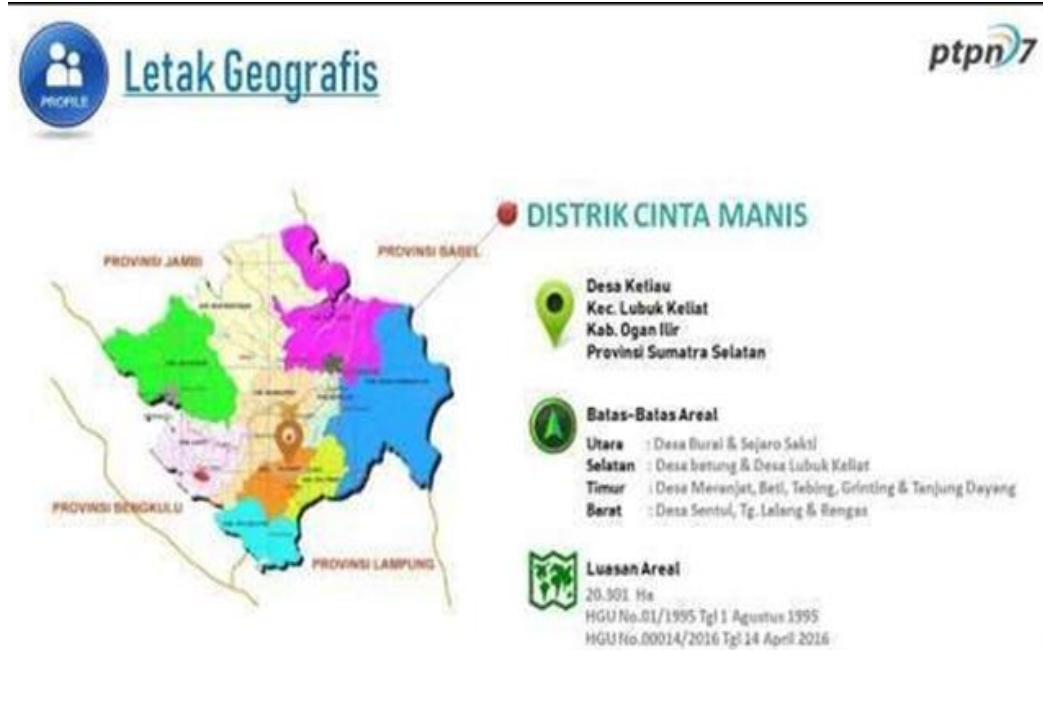 PROFILE
Letak Geografis
ptpn7
DISTRIK CINTA MANIS
PROVINSI JAMBI
PROVINSI BABEL
PROVINSI BENGKULU
PROVINSI LAMPUNG
Desa Ketiau
Kec. Lubuk Keliat
Kab. Ogan Ilir
Provinsi Sumatra Selatan
Batas-Batas Areal
Utara : Desa Burai & Sejaro Sakti
Selatan : Desa betung & Desa Lubuk Keliat
Timur : Desa Meranjat, Beti, Tebing, Grinting & Tanjung Dayang
Barat : Desa Sentul, Tg. Lalang & Rengas
Luasan Areal
20.301 Ha
HGU No.01/1995 Tgl 1 Agustus 1995
HGU No.00014/2016 Tgl 14 April 2016